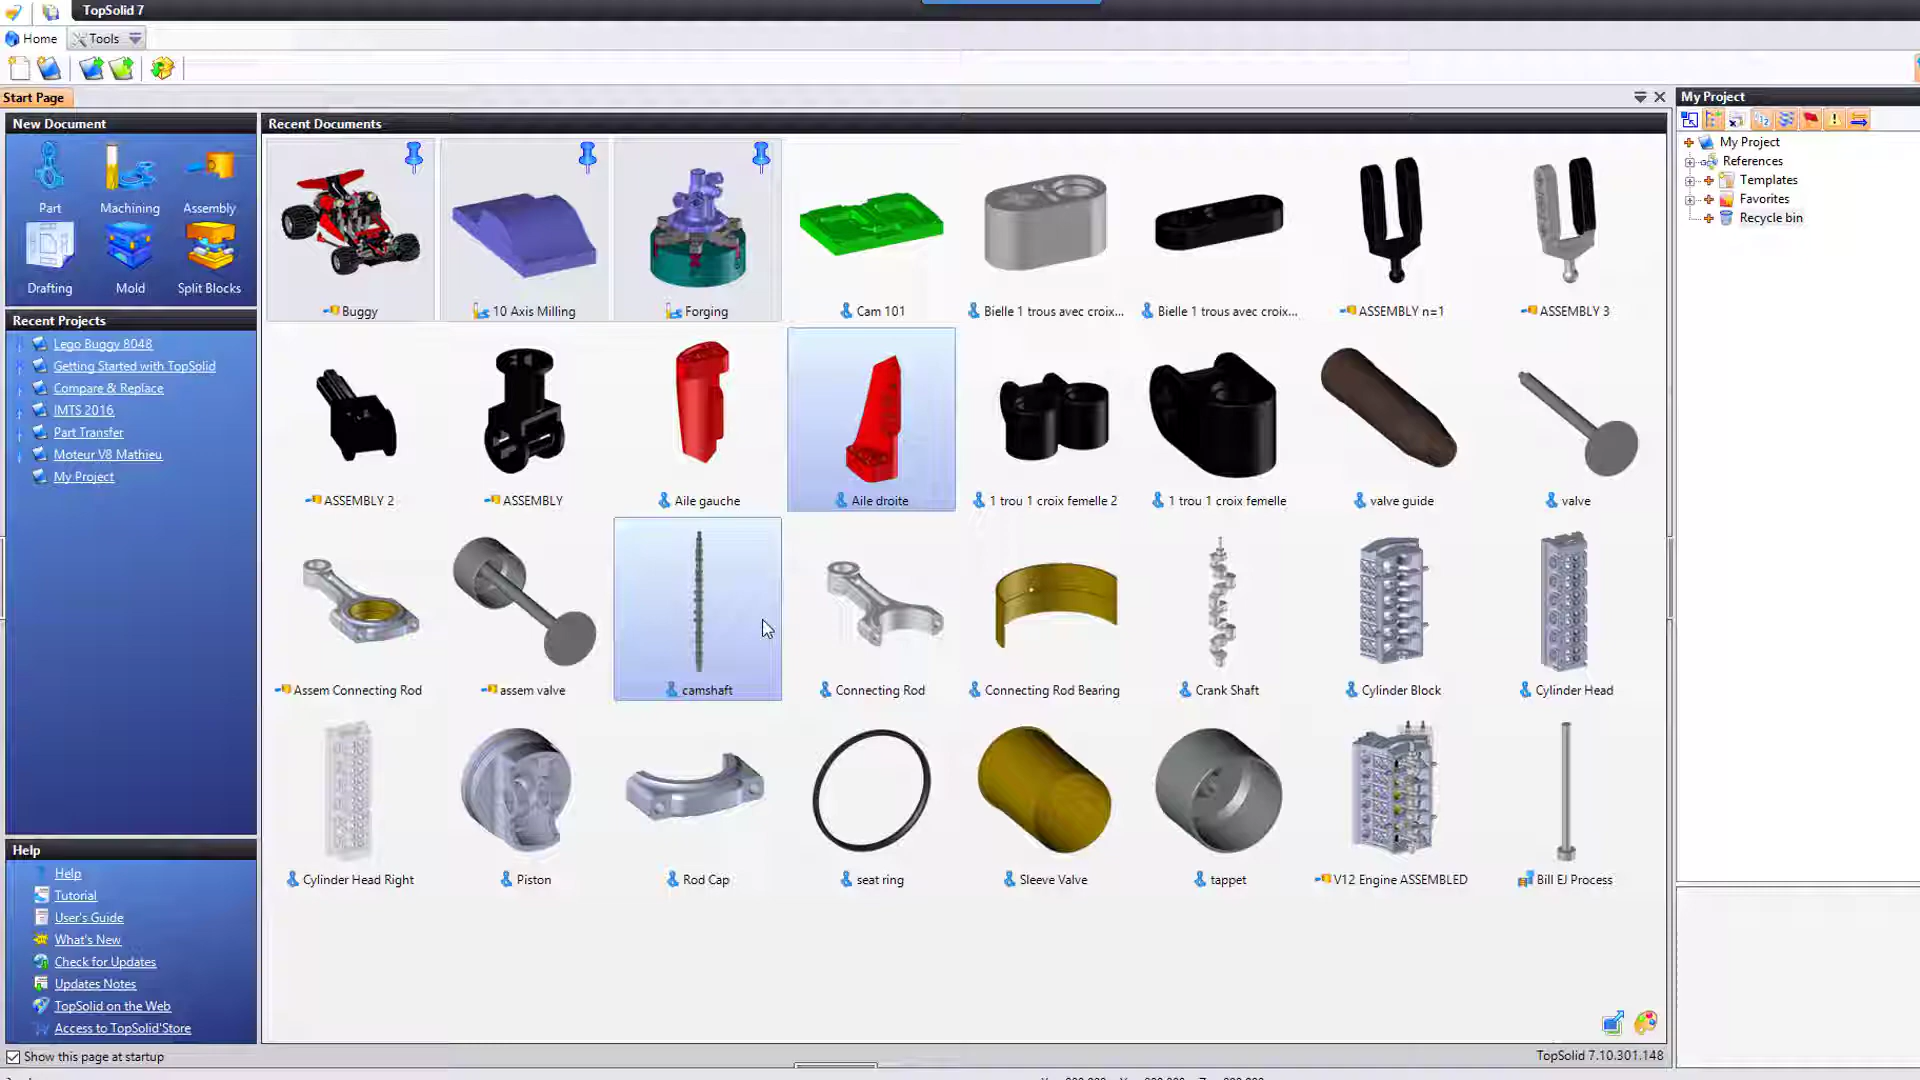 TopSolid 7
Home
Tools
Start Page
New Document
Part
Machining
Assembly
Drafting
Mold
Split Blocks
Recent Projects
Lego Buggy 8048
Getting Started with TopSolid
Compare & Replace
IMTS 2016
Part Transfer
Moteur V8 Mathieu
My Project
Help
Help
Tutorial
User's Guide
What's New
Check for Updates
Updates Notes
TopSolid on the Web
Access to TopSolid'Store
Show this page at startup
Recent Documents
Buggy
10 Axis Milling
Forging
Cam 101
Bielle 1 trous avec croix...
Bielle 1 trous avec croix...
ASSEMBLY n=1
ASSEMBLY 3
ASSEMBLY 2
ASSEMBLY
Aile gauche
Aile droite
1 trou 1 croix femelle 2
1 trou 1 croix femelle
valve guide
valve
Assem Connecting Rod
assem valve
camshaft
Connecting Rod
Connecting Rod Bearing
Crank Shaft
Cylinder Block
Cylinder Head
Cylinder Head Right
Piston
Rod Cap
seat ring
Sleeve Valve
tappet
V12 Engine ASSEMBLED
Bill EJ Process
TopSolid 7.10.301.148
My Project
My Project
References
Templates
Favorites
Recycle bin